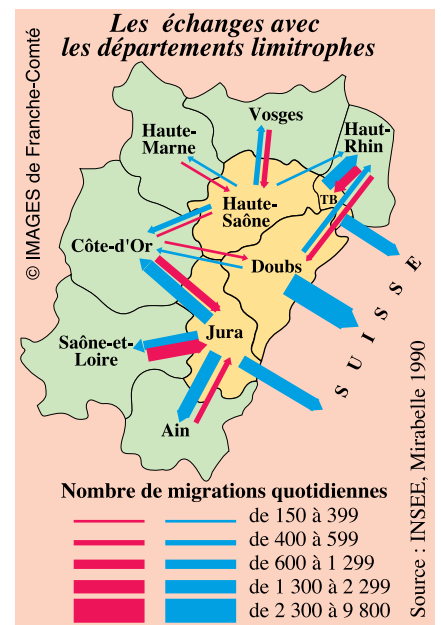 Les échanges avec
les départements limitrophes
© IMAGES de Franche-Comté
Vosges
Haute-
Marne
Haut-
Rhin
TB
Haute-
Saône
Côte-d'Or
Doubs
SUISSE
Jura
Saône-et-
Loire
Ain
Nombre de migrations quotidiennes
de 150 à 399
de 400 à 599
de 600 à 1 299
de 1 300 à 2 299
de 2 300 à 9 800
Source : INSEE, Mirabelle 1990